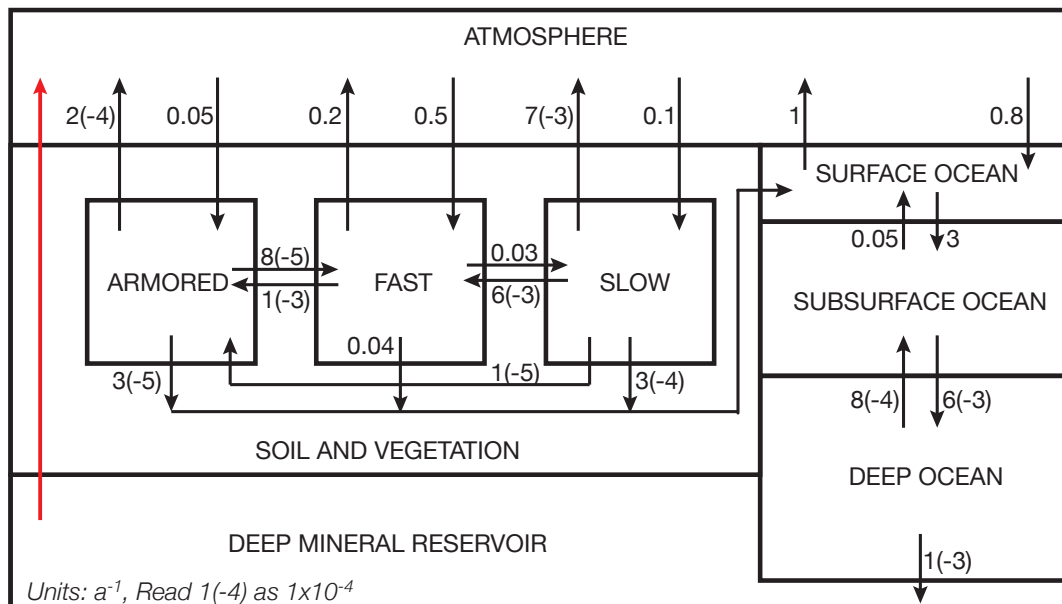 ATMOSPHERE
2(-4) 0.05 0.2 0.5 7(-3) 0.1 1 0.8
SURFACE OCEAN
0.05 3
ARMORED 8(-5) 1(-3) FAST 0.03 6(-3) SLOW
SUBSURFACE OCEAN
3(-5) 0.04 1(-5) 3(-4)
8(-4) 6(-3)
SOIL AND VEGETATION
DEEP OCEAN
DEEP MINERAL RESERVOIR
1(-3)
Units: a⁻¹, Read 1(-4) as 1x10⁻⁴